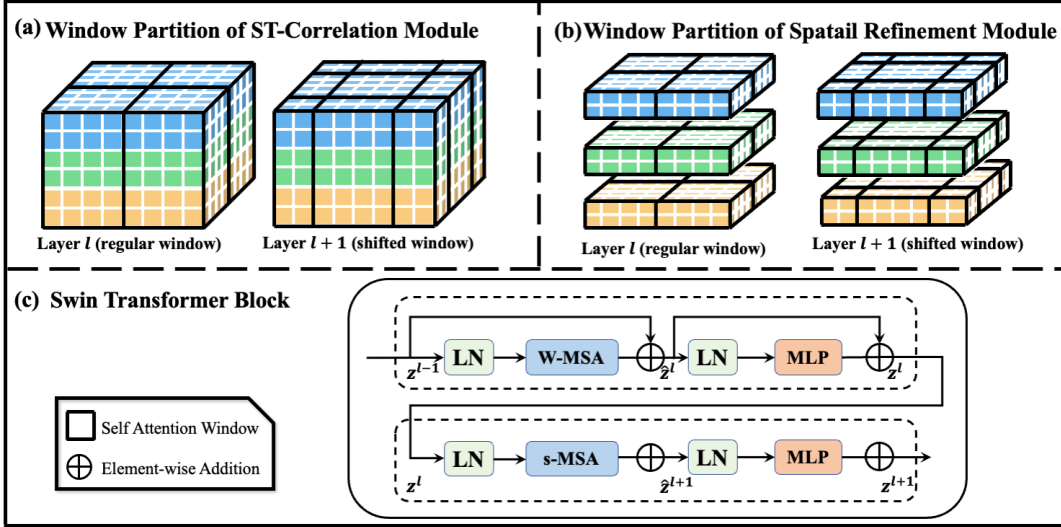 (a) Window Partition of ST-Correlation Module
Layer l (regular window)
Layer l + 1 (shifted window)
(b) Window Partition of Spatail Refinement Module
Layer l (regular window)
Layer l + 1 (shifted window)
(c) Swin Transformer Block
z^{l-1} LN W-MSA ẑ^l LN MLP z^l
z^l LN s-MSA ẑ^{l+1} LN MLP z^{l+1}
Self Attention Window
Element-wise Addition